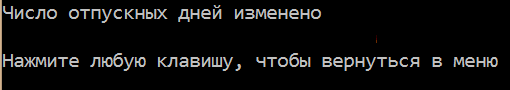 Число отпускных дней изменено
Нажмите любую клавишу, чтобы вернуться в меню